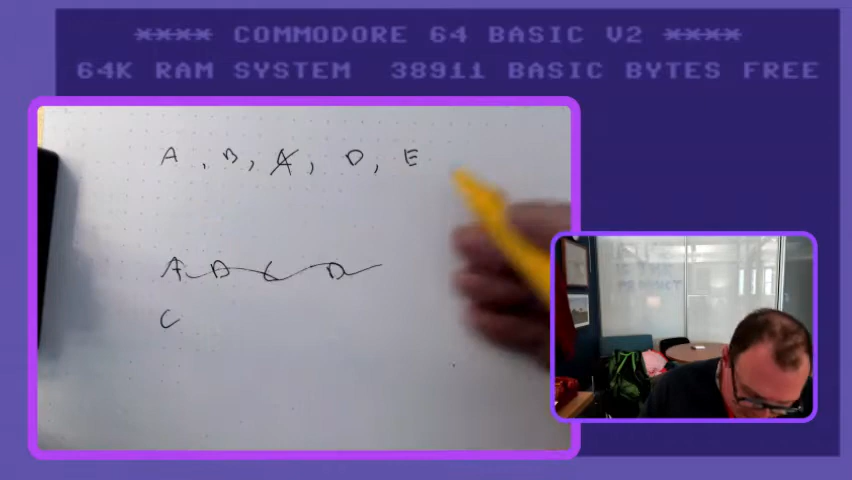 **** COMMODORE 64 BASIC V2 ****
64K RAM SYSTEM 38911 BASIC BYTES FREE
A, B, C, D, E
A B C D
C